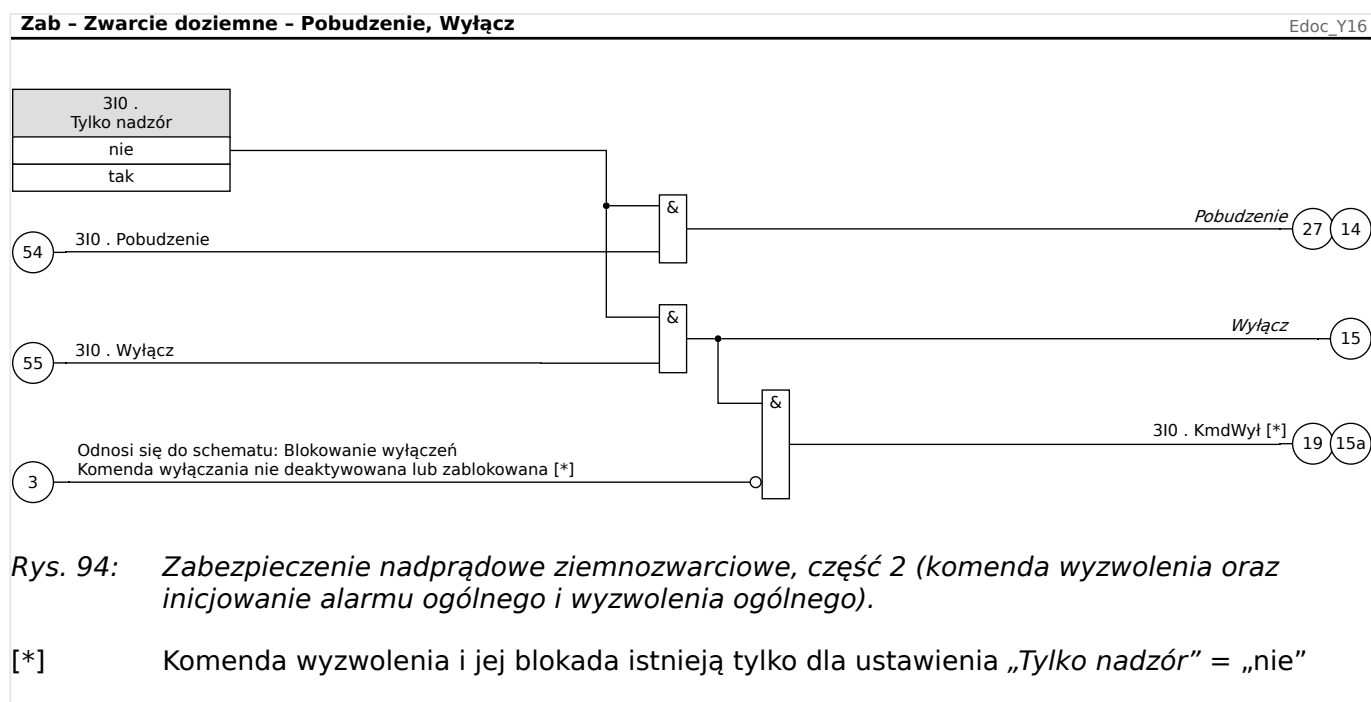 Zab – Zwarcie doziemne – Pobudzenie, Wyłącz
Edoc_Y16
3I0 .
Tylko nadzór
nie
tak
&
Pobudzenie
27
14
54
3I0 . Pobudzenie
&
Wyłącz
15
55
3I0 . Wyłącz
&
3I0 . KmdWył [*]
19
15a
Odnosi się do schematu: Blokowanie wyłączeń
Komenda wyłączania nie deaktywowana lub zablokowana [*]
3
Rys. 94: Zabezpieczenie nadprądowe ziemnozwarciowe, część 2 (komenda wyzwolenia oraz
inicjowanie alarmu ogólnego i wyzwolenia ogólnego).
[*] Komenda wyzwolenia i jej blokada istnieją tylko dla ustawienia „Tylko nadzór” = „nie”